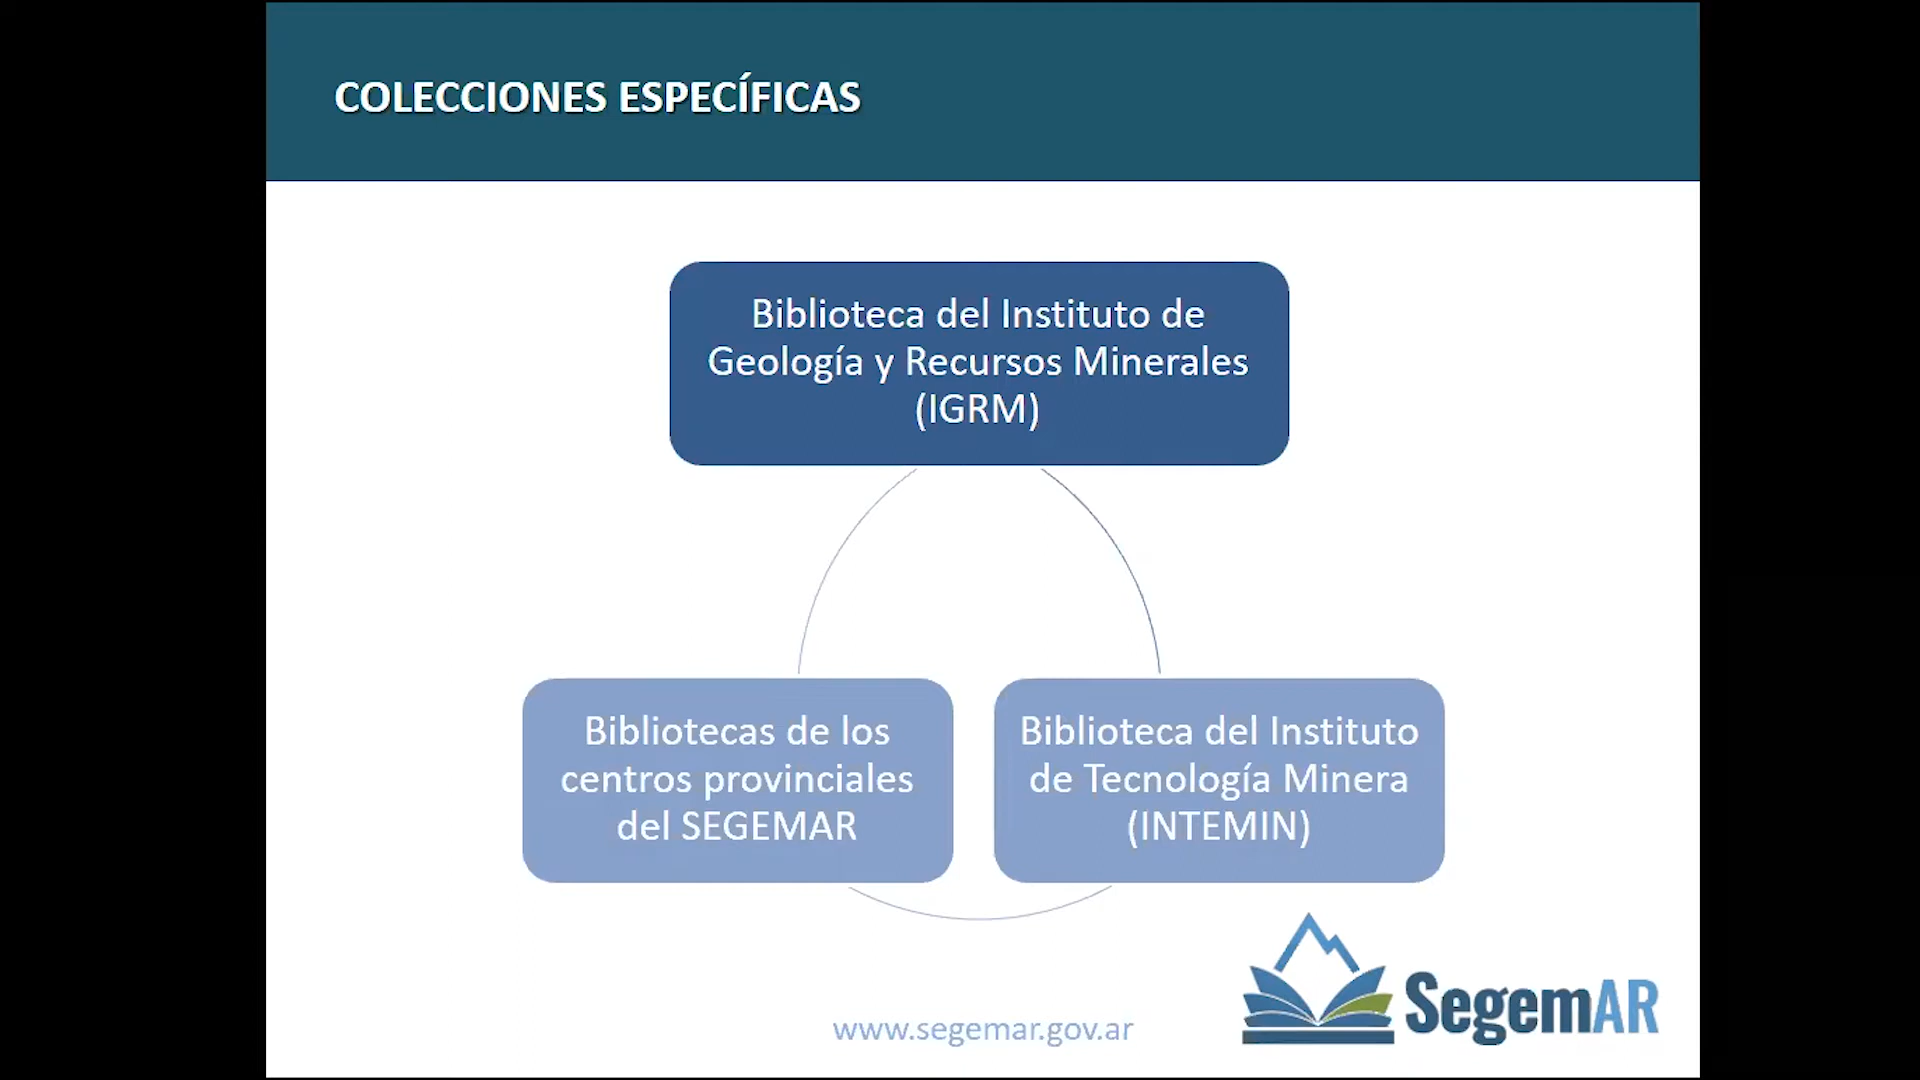 COLECCIONES ESPECÍFICAS
Biblioteca del Instituto de
Geología y Recursos Minerales
(IGRM)
Bibliotecas de los
centros provinciales
del SEGEMAR
Biblioteca del Instituto
de Tecnología Minera
(INTEMIN)
www.segemar.gov.ar
SegemAR